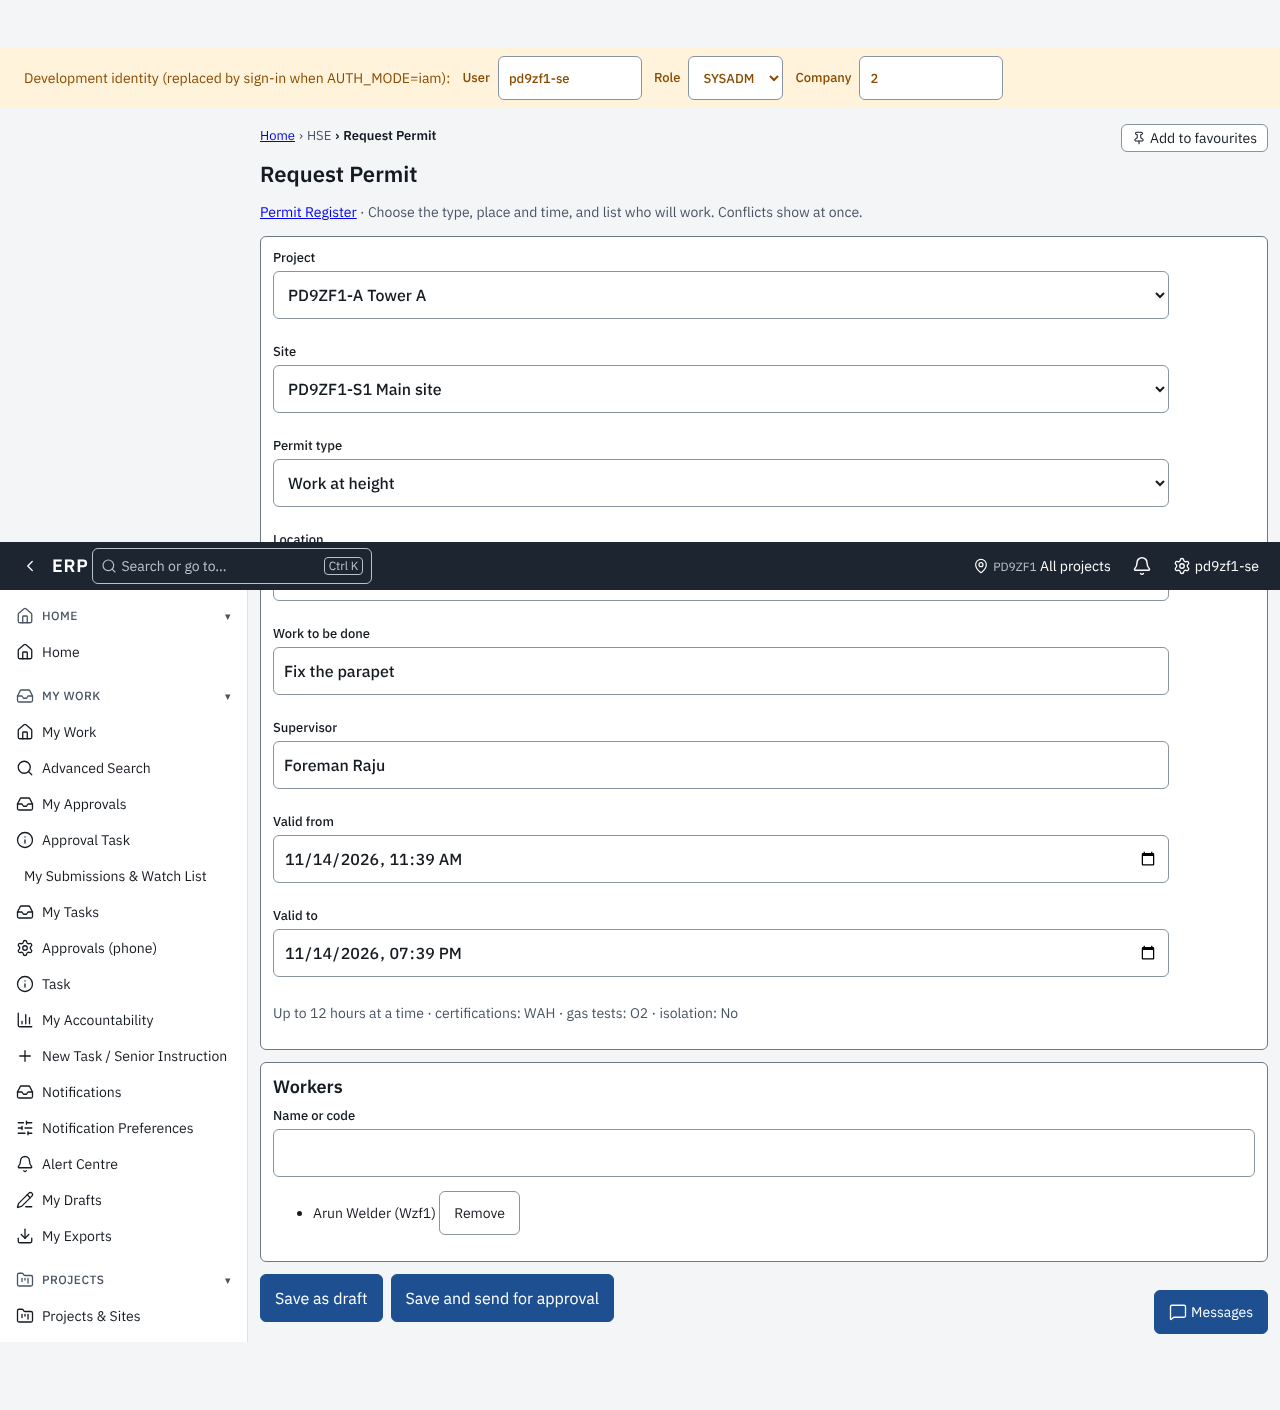 Development identity (replaced by sign-in when AUTH_MODE=iam): User pd9zf1-se Role SYSADM Company 2
Home › HSE › Request Permit
Add to favourites
Request Permit
Permit Register · Choose the type, place and time, and list who will work. Conflicts show at once.
Project
PD9ZF1-A Tower A
Site
PD9ZF1-S1 Main site
Permit type
Work at height
Location
ERP Search or go to... Ctrl K PD9ZF1 All projects pd9zf1-se
HOME
Home
MY WORK
My Work
Advanced Search
My Approvals
Approval Task
My Submissions & Watch List
My Tasks
Approvals (phone)
Task
My Accountability
New Task / Senior Instruction
Notifications
Notification Preferences
Alert Centre
My Drafts
My Exports
PROJECTS
Projects & Sites
Work to be done
Fix the parapet
Supervisor
Foreman Raju
Valid from
11/14/2026, 11:39 AM
Valid to
11/14/2026, 07:39 PM
Up to 12 hours at a time · certifications: WAH · gas tests: O2 · isolation: No
Workers
Name or code
Arun Welder (Wzf1) Remove
Save as draft Save and send for approval
Messages